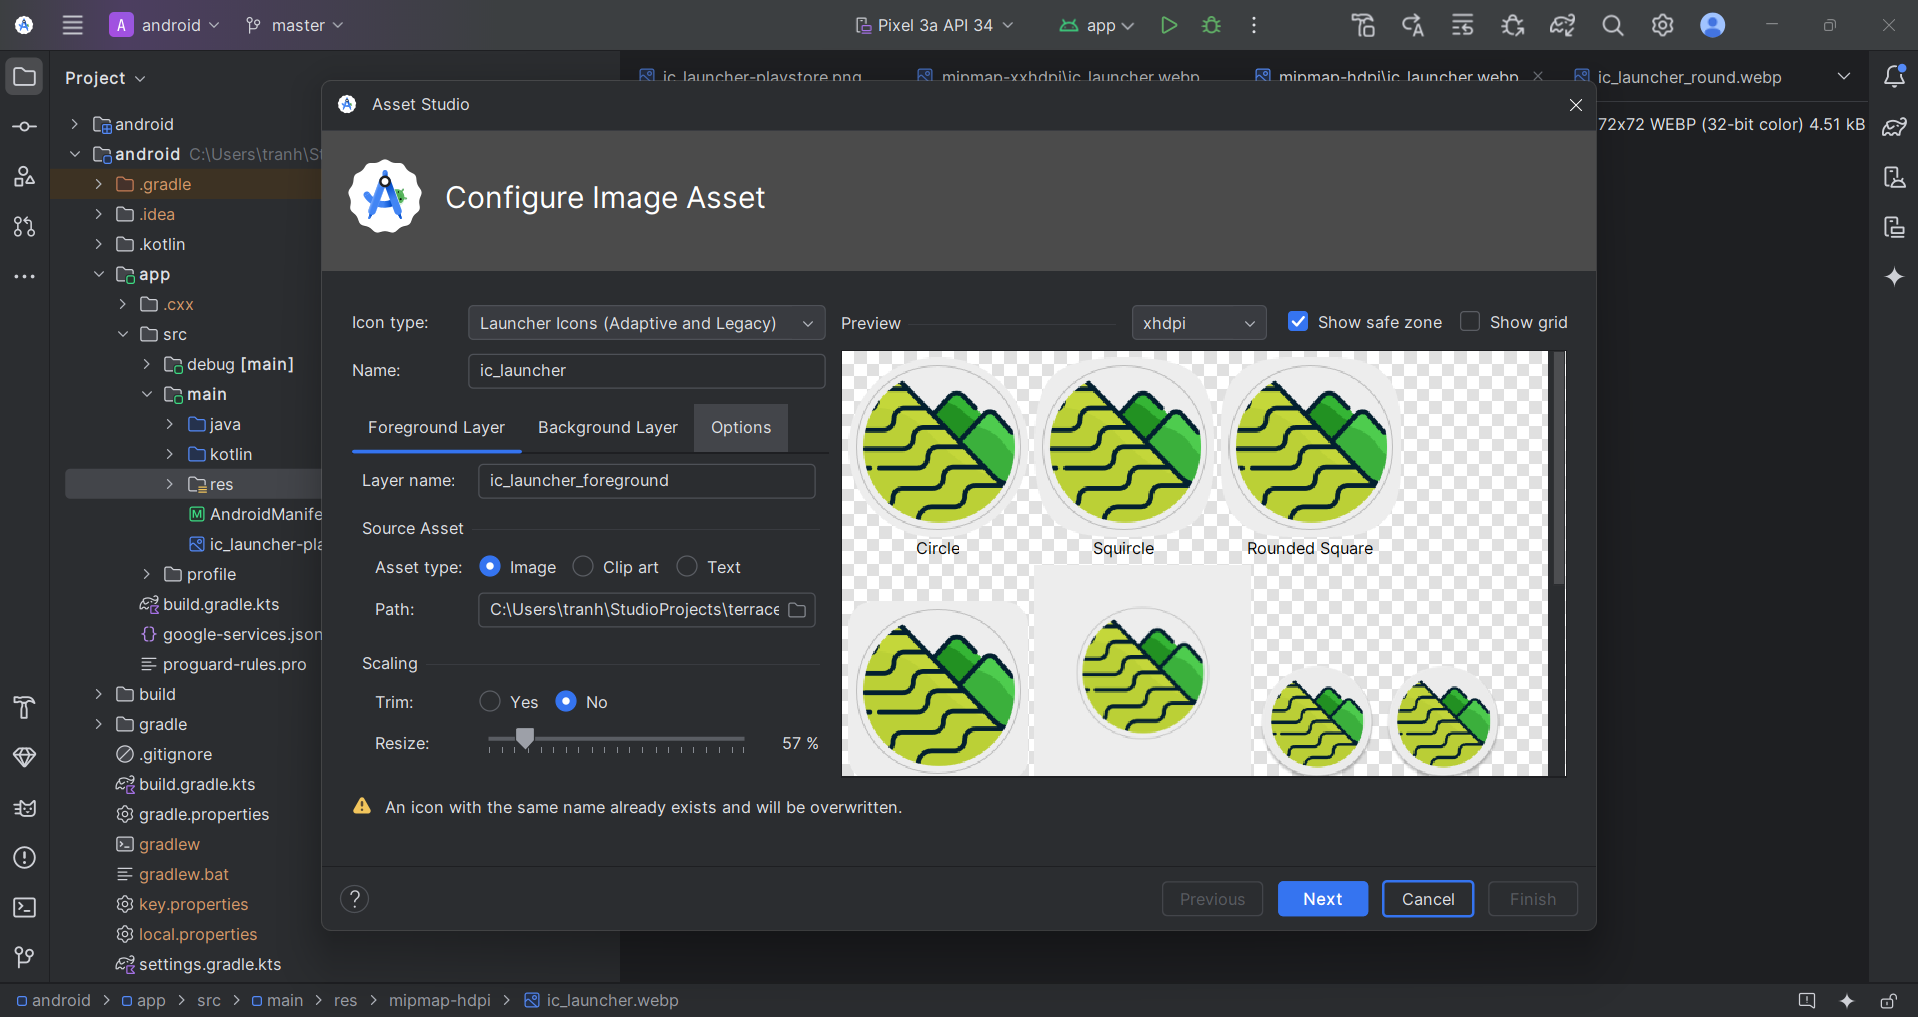 A android master Pixel 3a API 34 app
Project
ic_launcher-playstore.png mipmap-xxhdpi\ic_launcher.webp mipmap-hdpi\ic_launcher.webp ic_launcher_round.webp
72x72 WEBP (32-bit color) 4.51 kB
android
android C:\Users\tranh\St
.gradle
.idea
.kotlin
app
.cxx
src
debug [main]
main
java
kotlin
res
AndroidManife
ic_launcher-pla
profile
build.gradle.kts
google-services.json
proguard-rules.pro
build
gradle
.gitignore
build.gradle.kts
gradle.properties
gradlew
gradlew.bat
key.properties
local.properties
settings.gradle.kts
Asset Studio
Configure Image Asset
Icon type: Launcher Icons (Adaptive and Legacy)
Name: ic_launcher
Foreground Layer Background Layer Options
Layer name: ic_launcher_foreground
Source Asset
Asset type: Image Clip art Text
Path: C:\Users\tranh\StudioProjects\terrace
Scaling
Trim: Yes No
Resize: 57 %
Preview xhdpi Show safe zone Show grid
Circle Squircle Rounded Square
An icon with the same name already exists and will be overwritten.
? Previous Next Cancel Finish
android > app > src > main > res > mipmap-hdpi > ic_launcher.webp